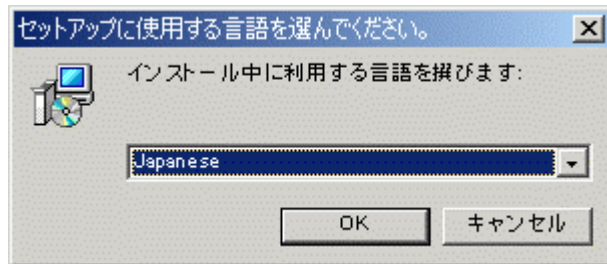 セットアップに使用する言語を選んでください。
インストール中に利用する言語を撰びます:
Japanese
OK
キャンセル